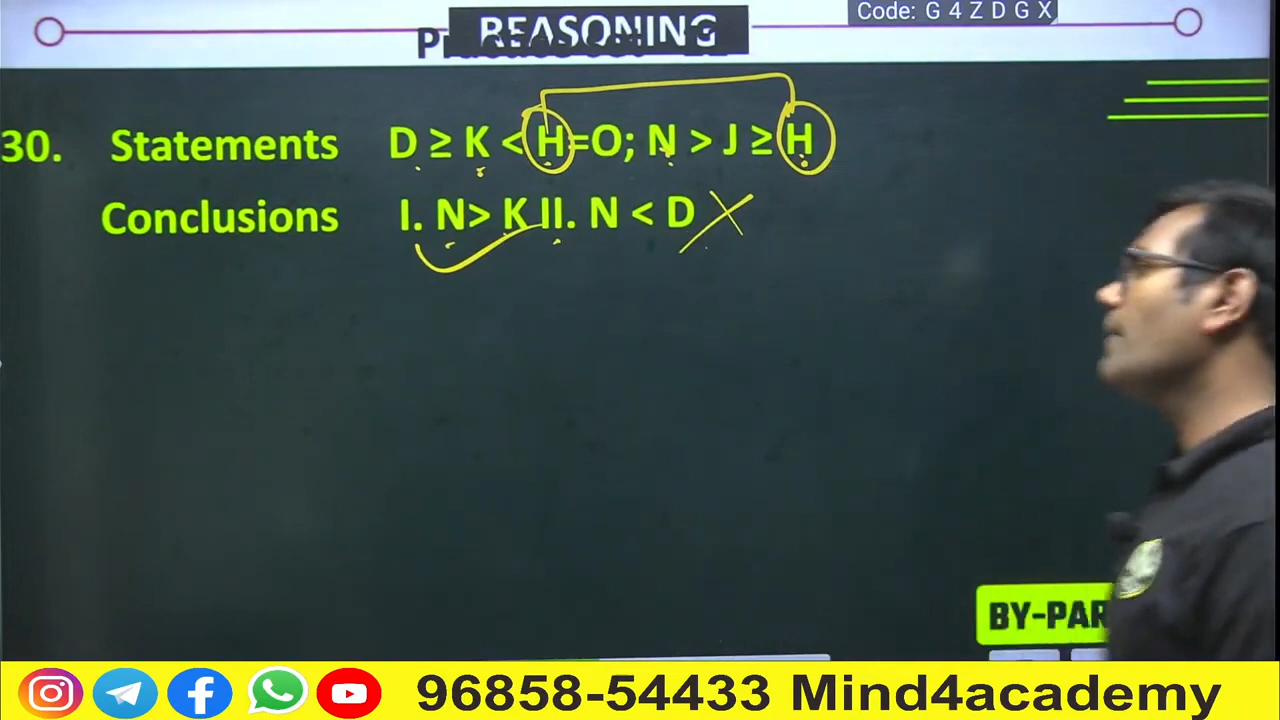 Code: G 4 Z D G X
REASONING
30. Statements D ≥ K < H=O; N > J ≥ H
Conclusions I. N> K II. N < D
BY-PAR
96858-54433 Mind4academy